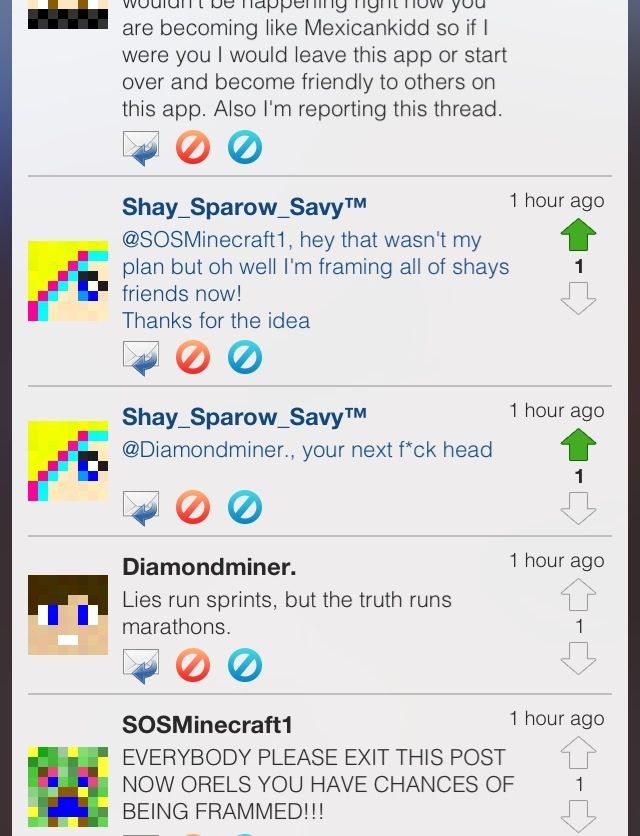 wouldn't be happening right now you
are becoming like Mexicankidd so if I
were you I would leave this app or start
over and become friendly to others on
this app. Also I'm reporting this thread.
Shay_Sparow_Savy™
1 hour ago
@SOSMinecraft1, hey that wasn't my
plan but oh well I'm framing all of shays
friends now!
Thanks for the idea
1
Shay_Sparow_Savy™
1 hour ago
@Diamondminer., your next f*ck head
1
Diamondminer.
1 hour ago
Lies run sprints, but the truth runs
marathons.
1
SOSMinecraft1
1 hour ago
EVERYBODY PLEASE EXIT THIS POST
NOW ORELS YOU HAVE CHANCES OF
BEING FRAMMED!!!
1